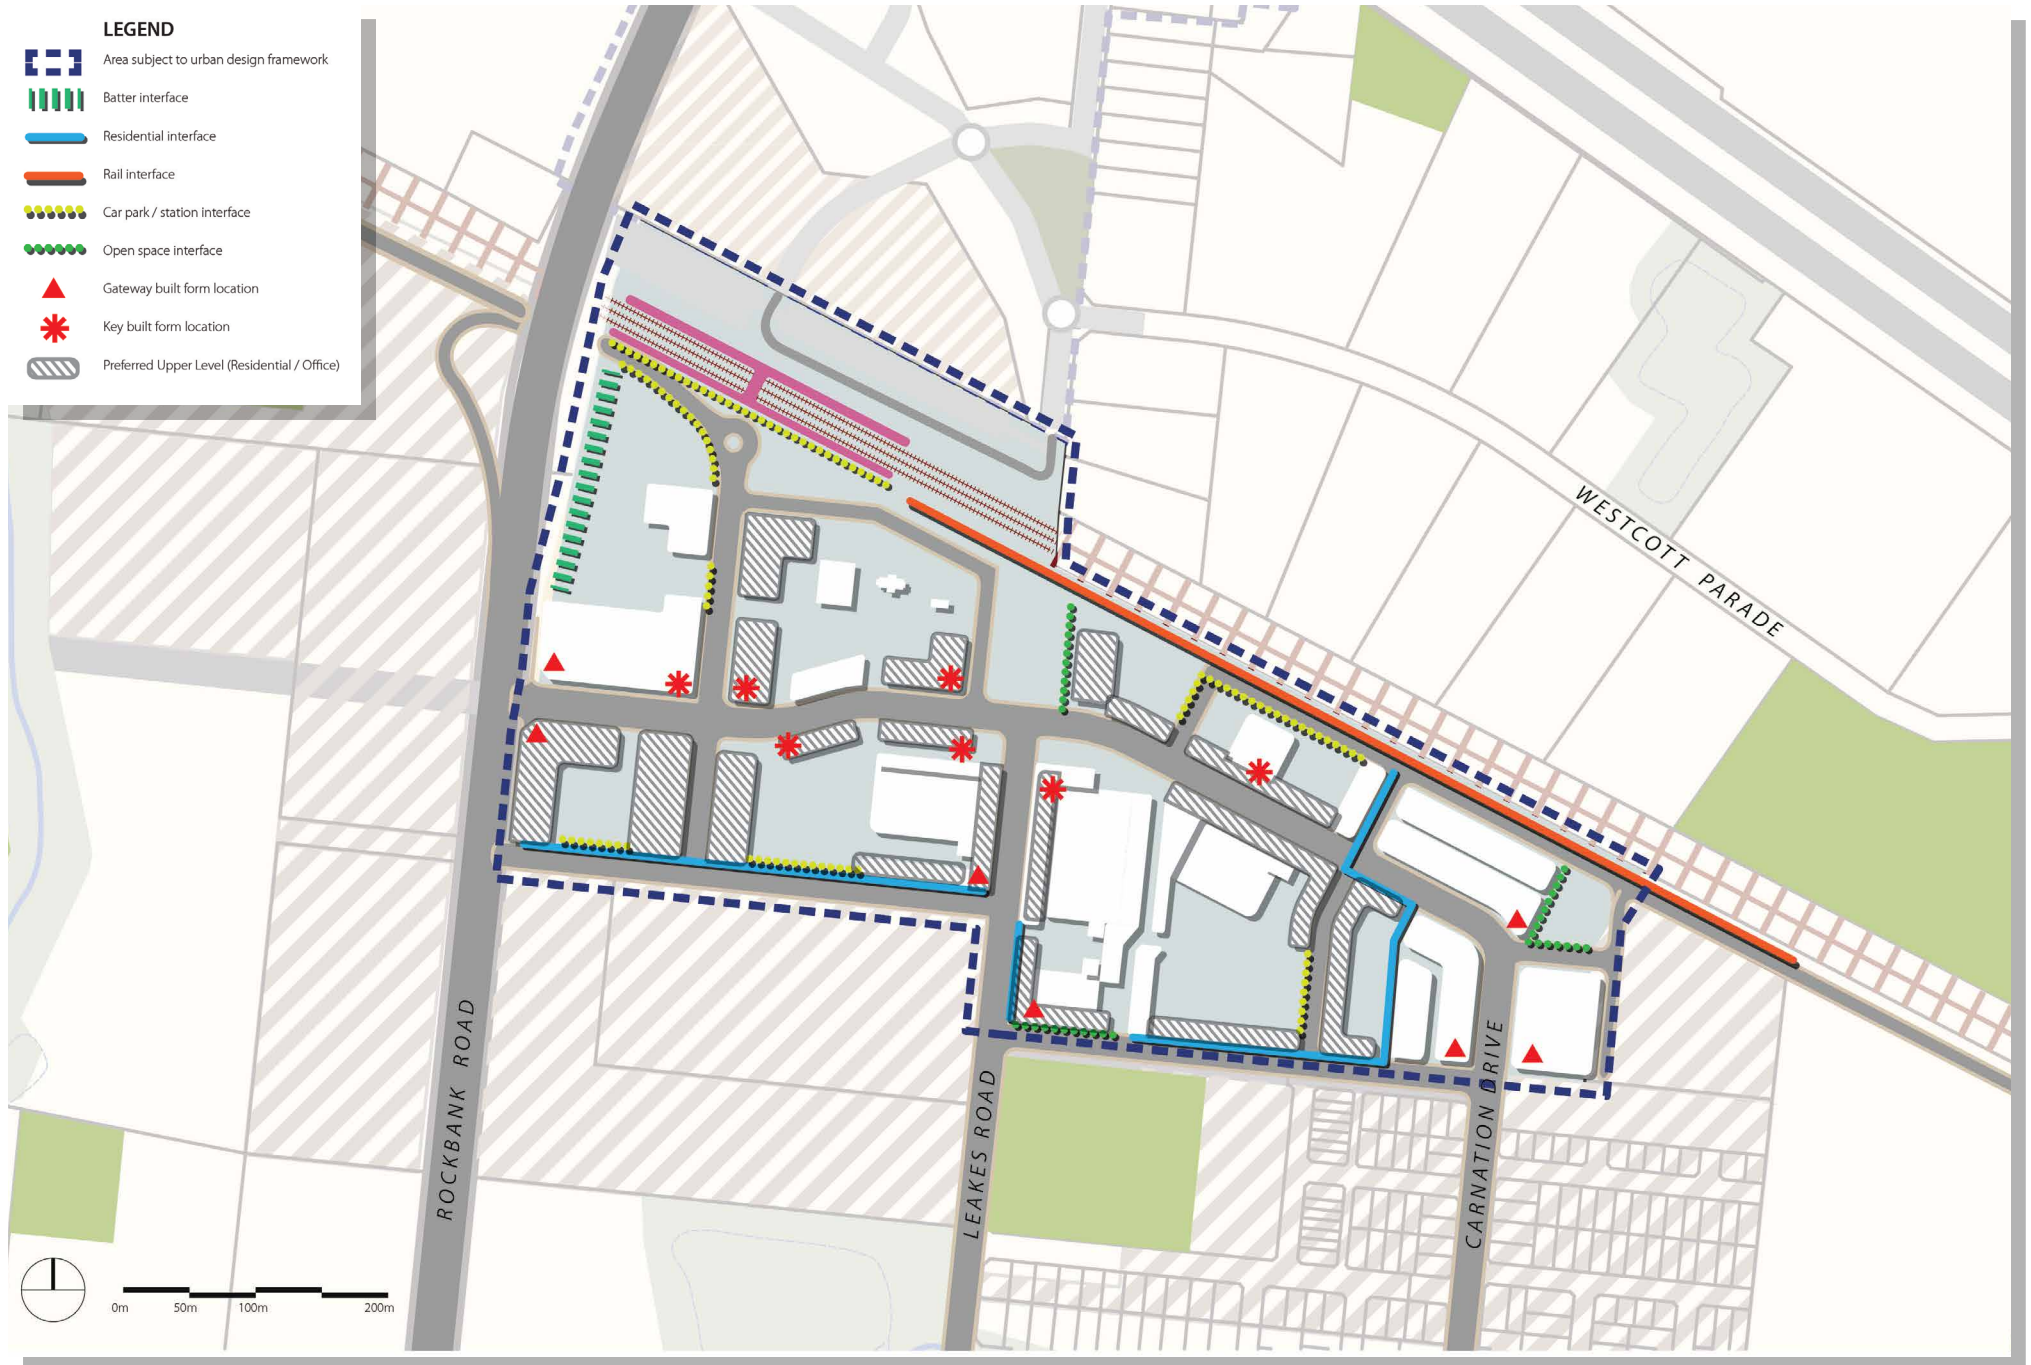 LEGEND
Area subject to urban design framework
Batter interface
Residential interface
Rail interface
Car park / station interface
Open space interface
Gateway built form location
Key built form location
Preferred Upper Level (Residential / Office)
WESTCOTT PARADE
ROCKBANK ROAD
LEAKES ROAD
CARNATION DRIVE
0m 50m 100m 200m